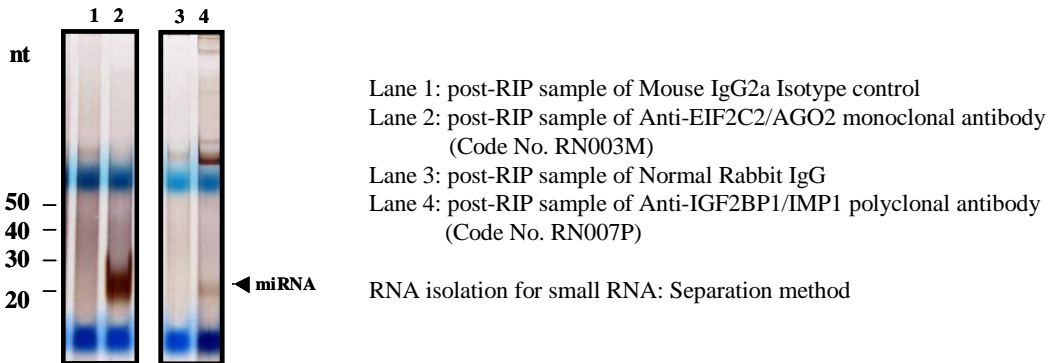 1 2 3 4
nt
50
40
30
20
miRNA
Lane 1: post-RIP sample of Mouse IgG2a Isotype control
Lane 2: post-RIP sample of Anti-EIF2C2/AGO2 monoclonal antibody
(Code No. RN003M)
Lane 3: post-RIP sample of Normal Rabbit IgG
Lane 4: post-RIP sample of Anti-IGF2BP1/IMP1 polyclonal antibody
(Code No. RN007P)
RNA isolation for small RNA: Separation method